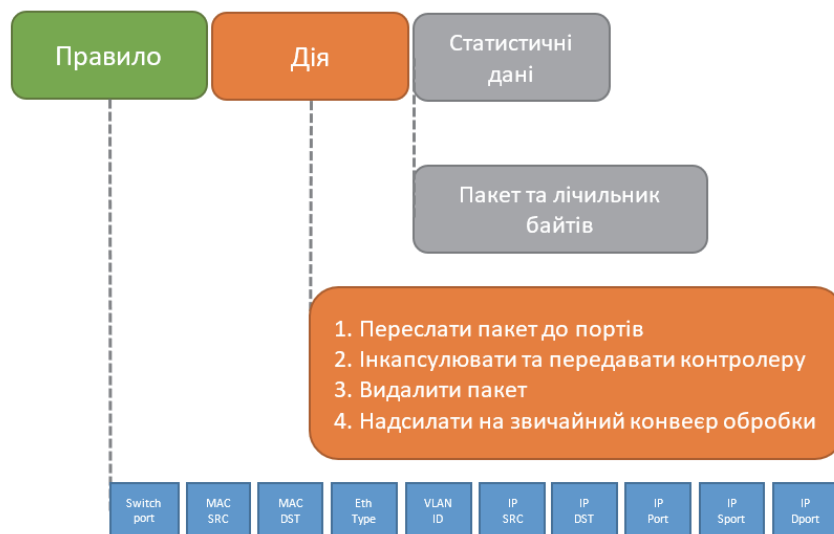 Правило
Дія
Статистичні
дані
Пакет та лічильник
байтів
1. Переслати пакет до портів
2. Інкапсулювати та передавати контролеру
3. Видалити пакет
4. Надсилати на звичайний конвеєр обробки
Switch
port
MAC
SRC
MAC
DST
Eth
Type
VLAN
ID
IP
SRC
IP
DST
IP
Port
IP
Sport
IP
Dport